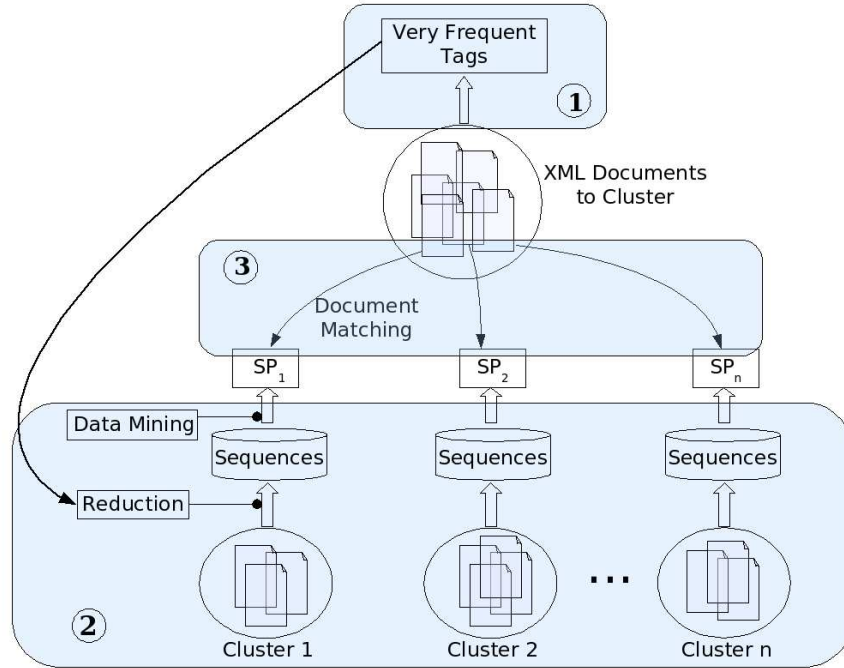 Very Frequent
Tags
1
XML Documents
to Cluster
3
Document
Matching
SP1
SP2
SPn
Data Mining
Sequences
Sequences
Sequences
Reduction
...
2
Cluster 1
Cluster 2
Cluster n